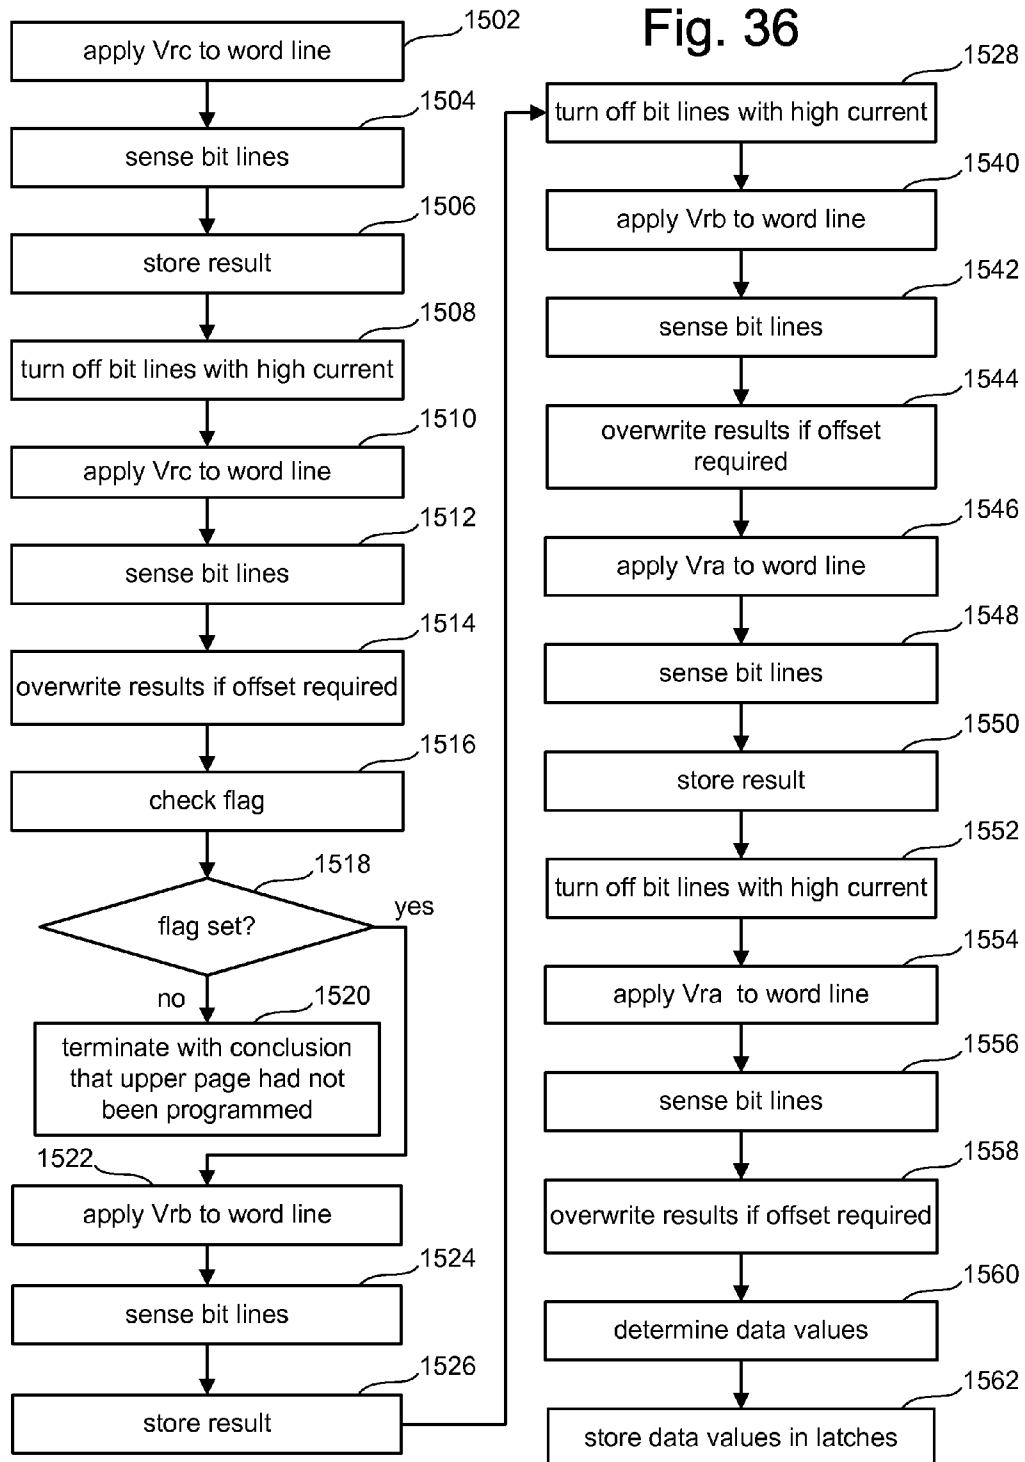 Fig. 36
1502
apply Vrc to word line
1504
sense bit lines
1506
store result
1508
turn off bit lines with high current
1510
apply Vrc to word line
1512
sense bit lines
1514
overwrite results if offset required
1516
check flag
1518
flag set?
yes
no
1520
terminate with conclusion
that upper page had not
been programmed
1522
apply Vrb to word line
1524
sense bit lines
1526
store result
1528
turn off bit lines with high current
1540
apply Vrb to word line
1542
sense bit lines
1544
overwrite results if offset
required
1546
apply Vra to word line
1548
sense bit lines
1550
store result
1552
turn off bit lines with high current
1554
apply Vra to word line
1556
sense bit lines
1558
overwrite results if offset required
1560
determine data values
1562
store data values in latches